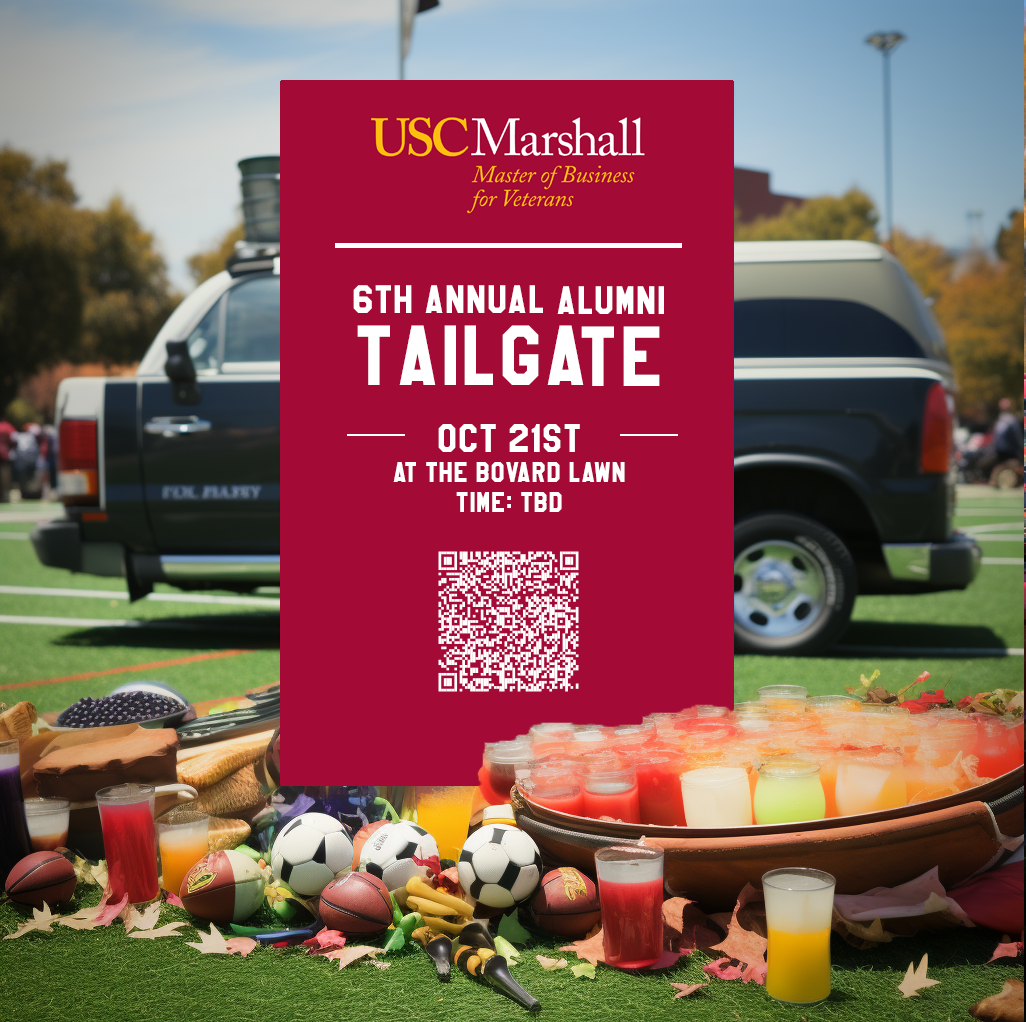 USC Marshall
Master of Business
for Veterans
6TH ANNUAL ALUMNI
TAILGATE
OCT 21ST
AT THE BOVARD LAWN
TIME: TBD